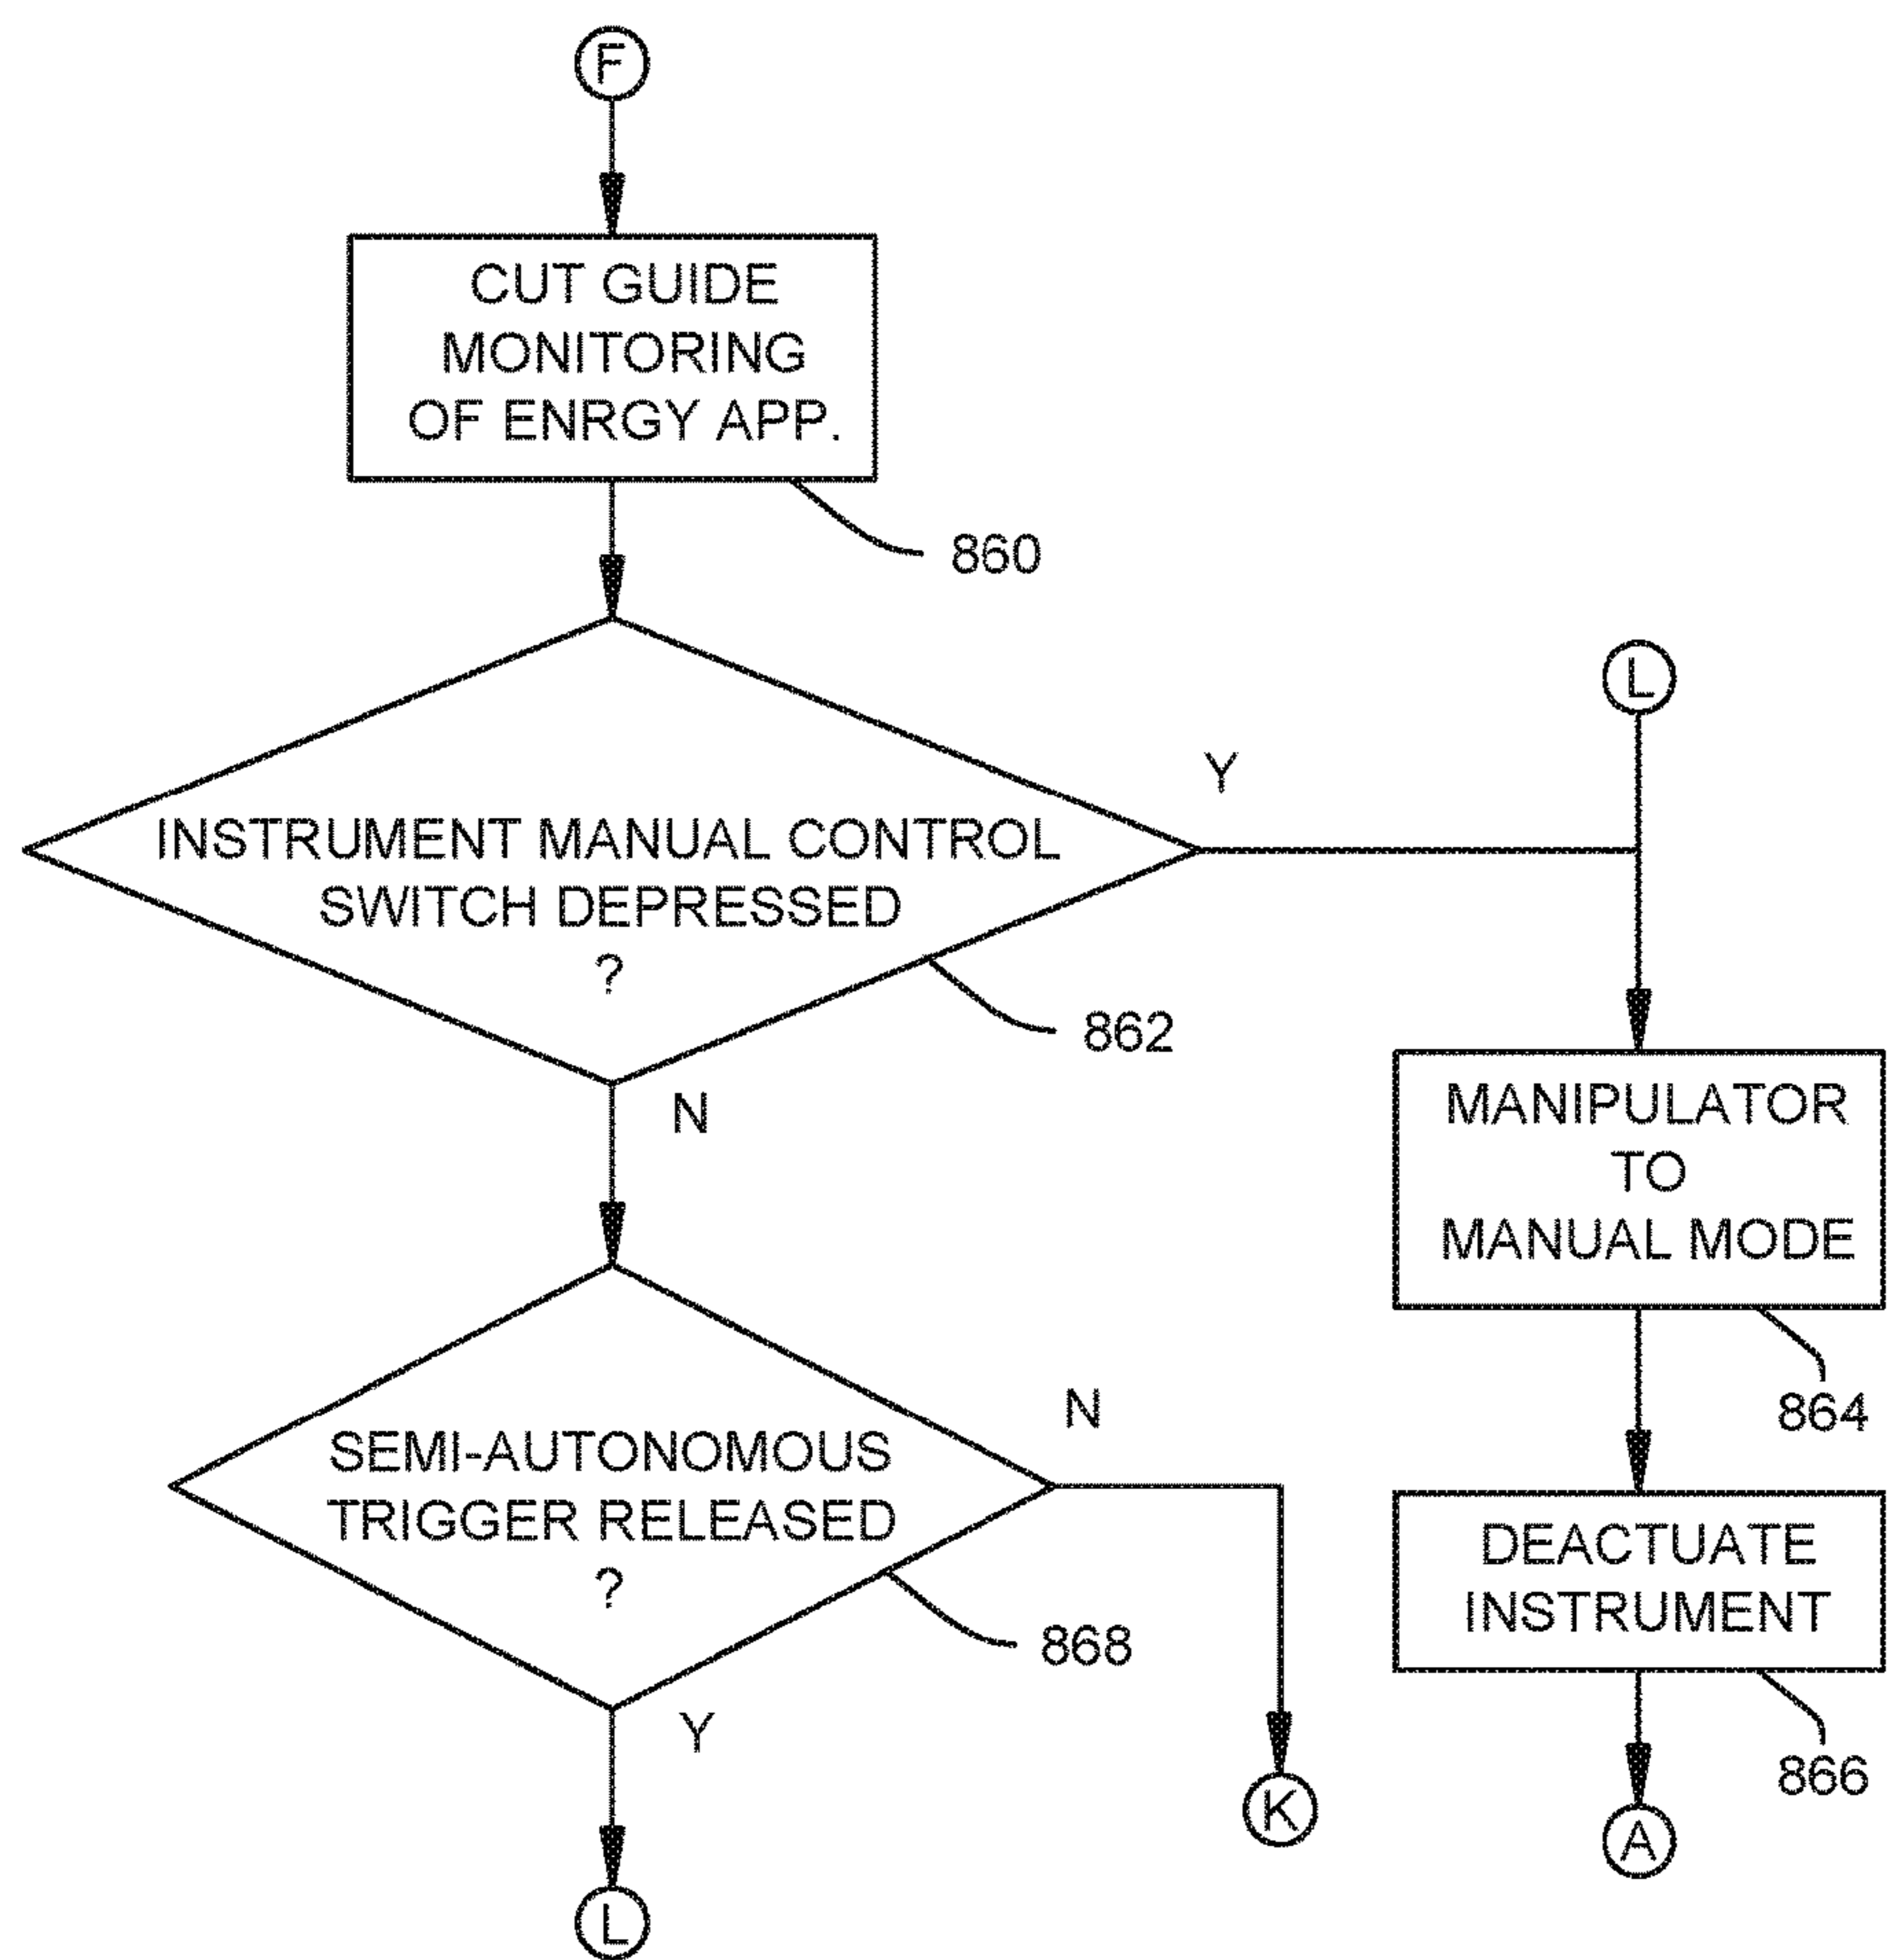 F
CUT GUIDE
MONITORING
OF ENRGY APP.
860
INSTRUMENT MANUAL CONTROL
SWITCH DEPRESSED
?
862
Y
N
L
MANIPULATOR
TO
MANUAL MODE
864
DEACTUATE
INSTRUMENT
866
A
SEMI-AUTONOMOUS
TRIGGER RELEASED
?
868
N
K
Y
L